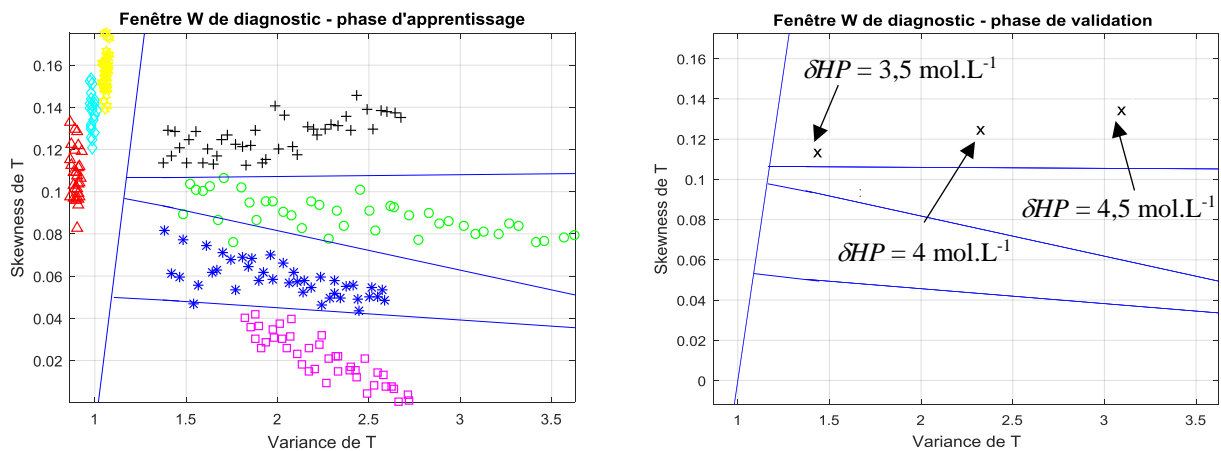 Fenêtre W de diagnostic - phase d'apprentissage
0.16
0.14
0.12
0.1
0.08
0.06
0.04
0.02
Skewness de T
1
1.5
2
2.5
3
3.5
Variance de T
Fenêtre W de diagnostic - phase de validation
0.16
0.14
0.12
0.1
0.08
0.06
0.04
0.02
0
Skewness de T
δHP = 3,5 mol.L-1
x
x
x
δHP = 4,5 mol.L-1
δHP = 4 mol.L-1
1
1.5
2
2.5
3
3.5
Variance de T